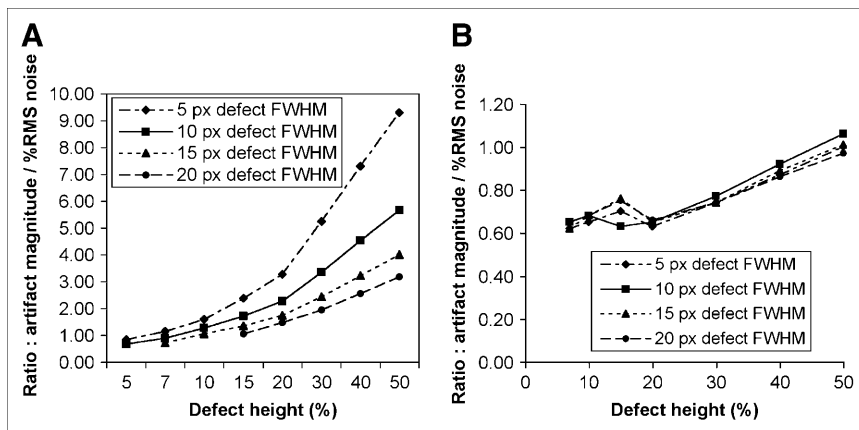 A
Ratio : artifact magnitude / %RMS noise
10.00
9.00
8.00
7.00
6.00
5.00
4.00
3.00
2.00
1.00
0.00
5 px defect FWHM
10 px defect FWHM
15 px defect FWHM
20 px defect FWHM
5 7 10 15 20 30 40 50
Defect height (%)
B
Ratio : artifact magnitude / %RMS noise
1.20
1.00
0.80
0.60
0.40
0.20
0.00
5 px defect FWHM
10 px defect FWHM
15 px defect FWHM
20 px defect FWHM
0 10 20 30 40 50
Defect height (%)